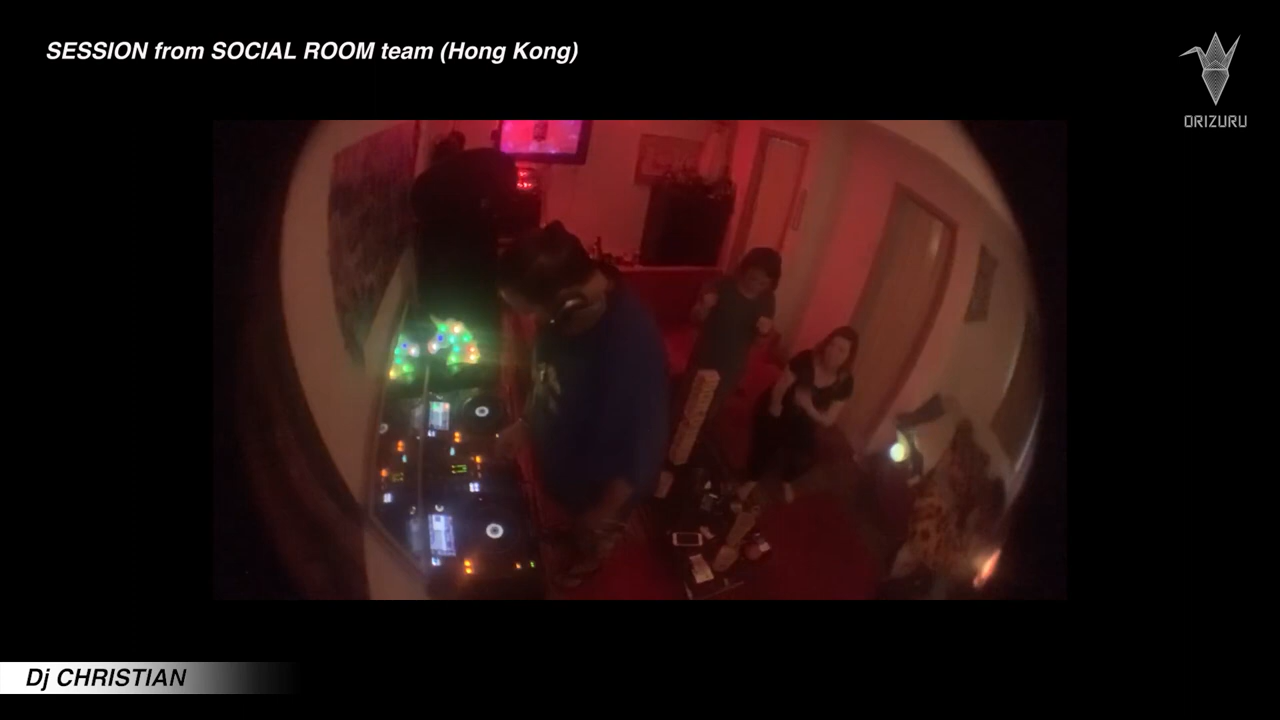 SESSION from SOCIAL ROOM team (Hong Kong)
ORIZURU
Dj CHRISTIAN